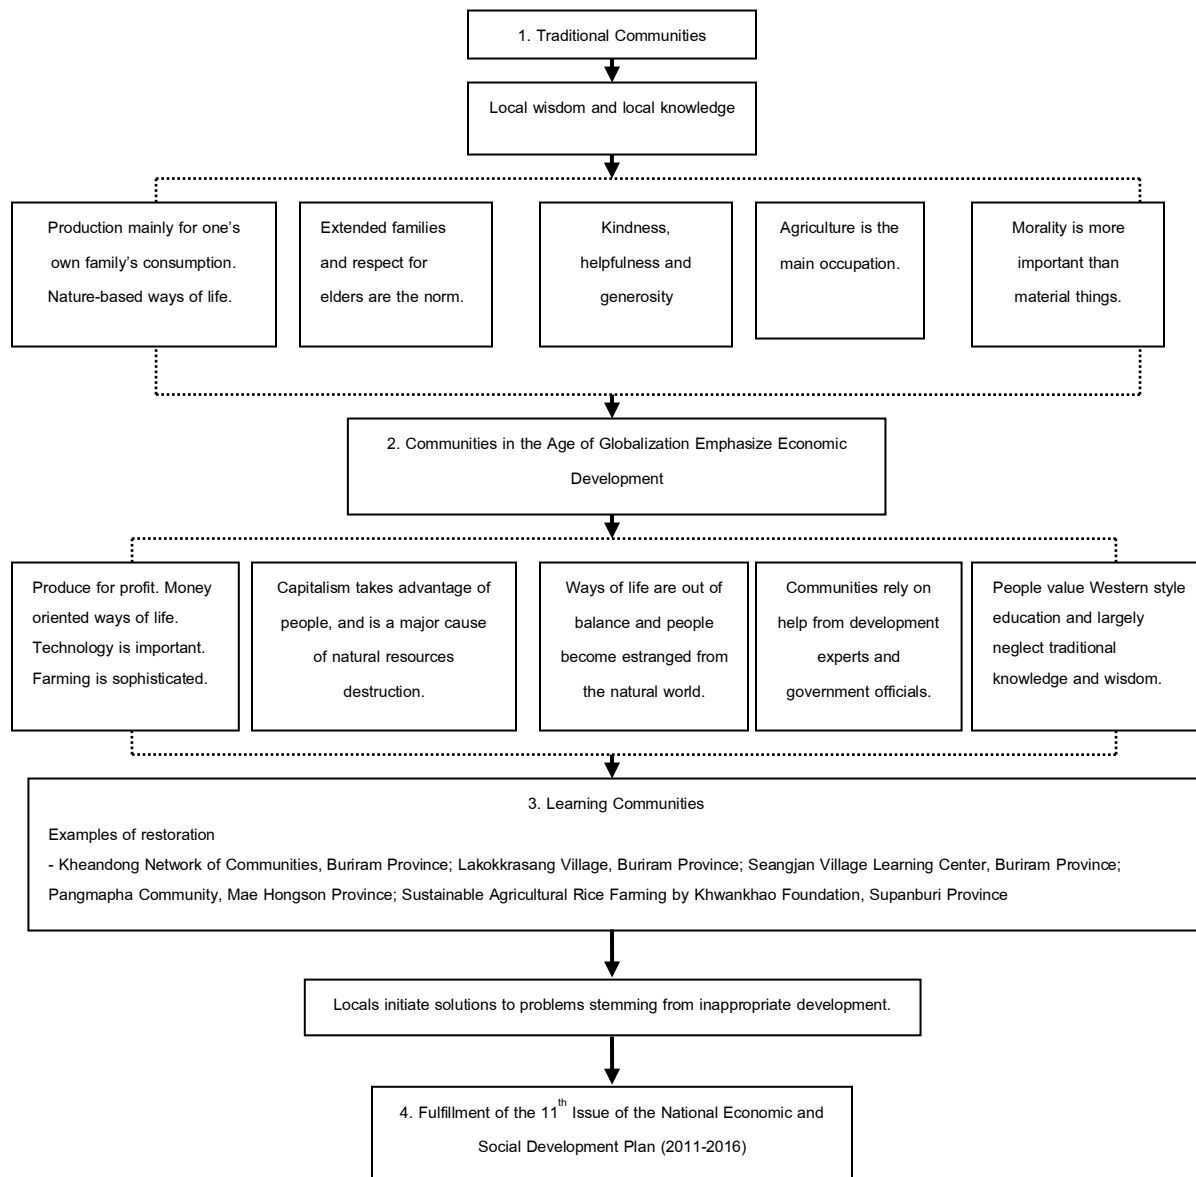 1. Traditional Communities
Local wisdom and local knowledge
Production mainly for one's
own family's consumption.
Nature-based ways of life.
Extended families
and respect for
elders are the norm.
Kindness,
helpfulness and
generosity
Agriculture is the
main occupation.
Morality is more
important than
material things.
2. Communities in the Age of Globalization Emphasize Economic
Development
Produce for profit. Money
oriented ways of life.
Technology is important.
Farming is sophisticated.
Capitalism takes advantage of
people, and is a major cause
of natural resources
destruction.
Ways of life are out of
balance and people
become estranged from
the natural world.
Communities rely on
help from development
experts and
government officials.
People value Western style
education and largely
neglect traditional
knowledge and wisdom.
3. Learning Communities
Examples of restoration
- Kheandong Network of Communities, Buriram Province; Lakokkrasang Village, Buriram Province; Seangjan Village Learning Center, Buriram Province;
Pangmapha Community, Mae Hongson Province; Sustainable Agricultural Rice Farming by Khwankhao Foundation, Supanburi Province
Locals initiate solutions to problems stemming from inappropriate development.
4. Fulfillment of the 11th Issue of the National Economic and
Social Development Plan (2011-2016)